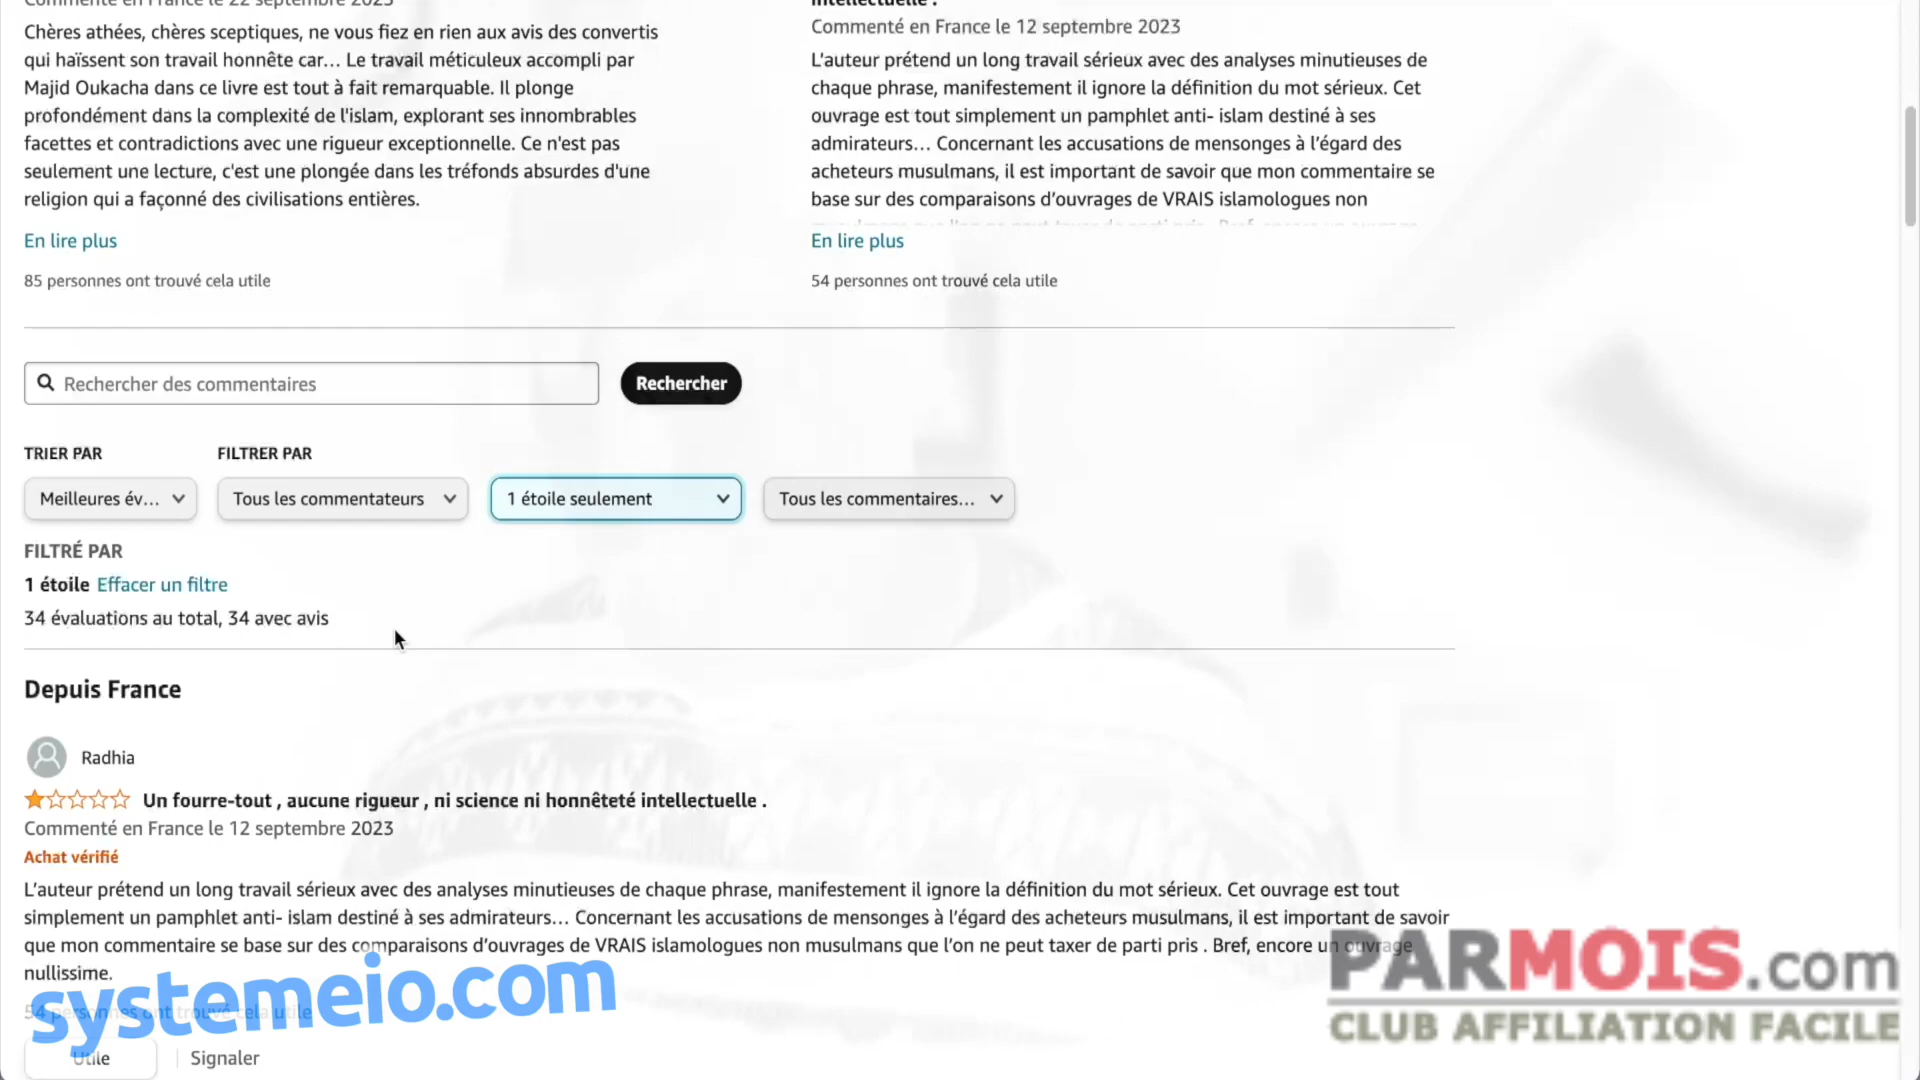 Commenté en France le 22 septembre 2023
Chères athées, chères sceptiques, ne vous fiez en rien aux avis des convertis
qui haïssent son travail honnête car... Le travail méticuleux accompli par
Majid Oukacha dans ce livre est tout à fait remarquable. Il plonge
profondément dans la complexité de l'islam, explorant ses innombrables
facettes et contradictions avec une rigueur exceptionnelle. Ce n'est pas
seulement une lecture, c'est une plongée dans les tréfonds absurdes d'une
religion qui a façonné des civilisations entières.
En lire plus
85 personnes ont trouvé cela utile
intellectuelle .
Commenté en France le 12 septembre 2023
L'auteur prétend un long travail sérieux avec des analyses minutieuses de
chaque phrase, manifestement il ignore la définition du mot sérieux. Cet
ouvrage est tout simplement un pamphlet anti- islam destiné à ses
admirateurs... Concernant les accusations de mensonges à l'égard des
acheteurs musulmans, il est important de savoir que mon commentaire se
base sur des comparaisons d'ouvrages de VRAIS islamologues non
En lire plus
54 personnes ont trouvé cela utile
Rechercher des commentaires
Rechercher
TRIER PAR
FILTRER PAR
Meilleures év...
Tous les commentateurs
1 étoile seulement
Tous les commentaires...
FILTRÉ PAR
1 étoile Effacer un filtre
34 évaluations au total, 34 avec avis
Depuis France
Radhia
Un fourre-tout , aucune rigueur , ni science ni honnêteté intellectuelle .
Commenté en France le 12 septembre 2023
Achat vérifié
L'auteur prétend un long travail sérieux avec des analyses minutieuses de chaque phrase, manifestement il ignore la définition du mot sérieux. Cet ouvrage est tout
simplement un pamphlet anti- islam destiné à ses admirateurs... Concernant les accusations de mensonges à l'égard des acheteurs musulmans, il est important de savoir
que mon commentaire se base sur des comparaisons d'ouvrages de VRAIS islamologues non musulmans que l'on ne peut taxer de parti pris . Bref, encore un ouvrage
nullissime.
54 personnes ont trouvé cela utile
Utile
Signaler
systemeio.com
PARMOIS.com
CLUB AFFILIATION FACILE